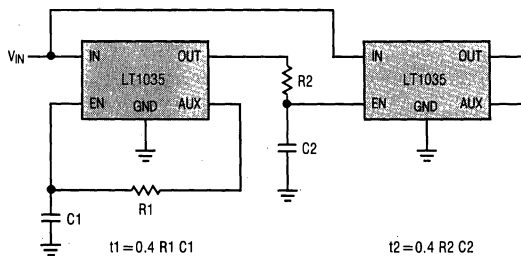 V_IN
IN
OUT
LT1035
EN
GND
AUX
R2
C2
R1
C1
t1 = 0.4 R1 C1
IN
OUT
LT1035
EN
GND
AUX
t2 = 0.4 R2 C2